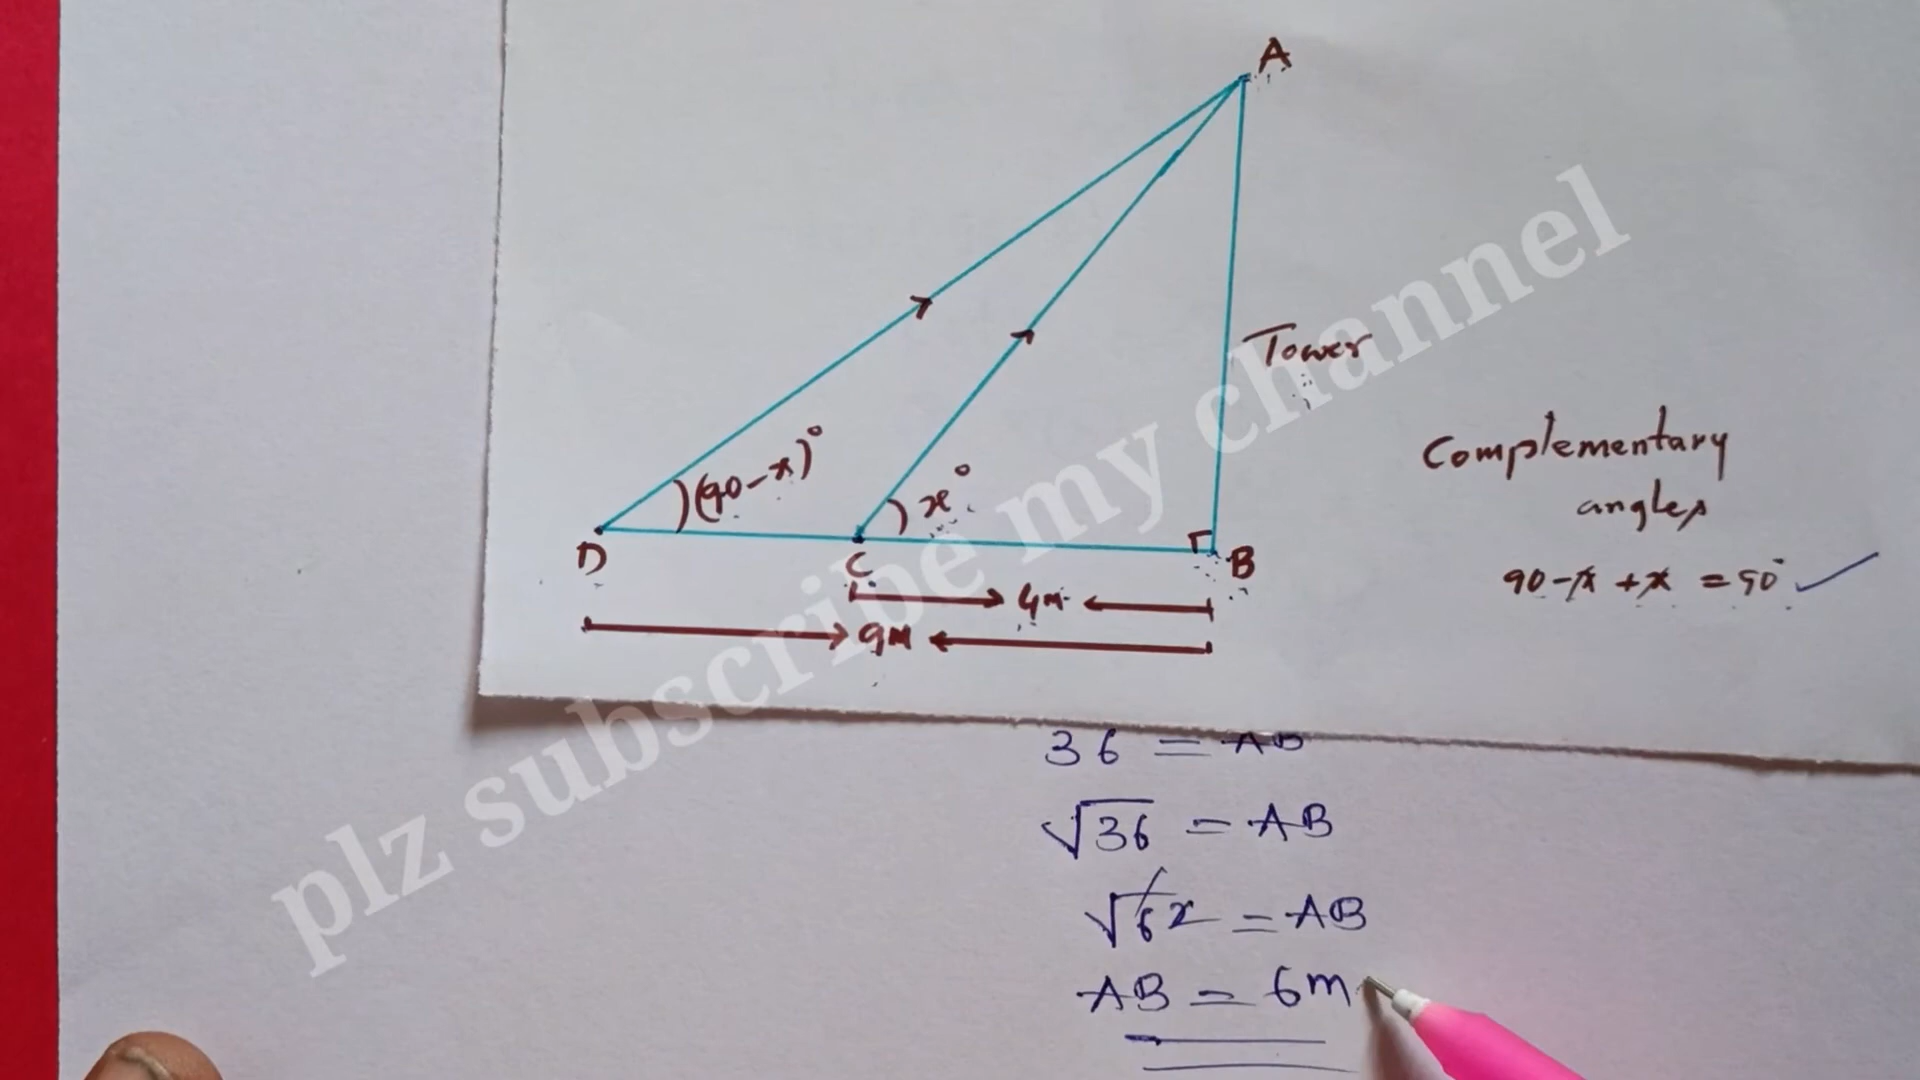 A
Tower
(90-x)°
x°
D
C
B
4m
9M
Complementary
angles
90-x+x = 90°
36 = AB
√36 = AB
√6² = AB
AB = 6m
plz subscribe my channel